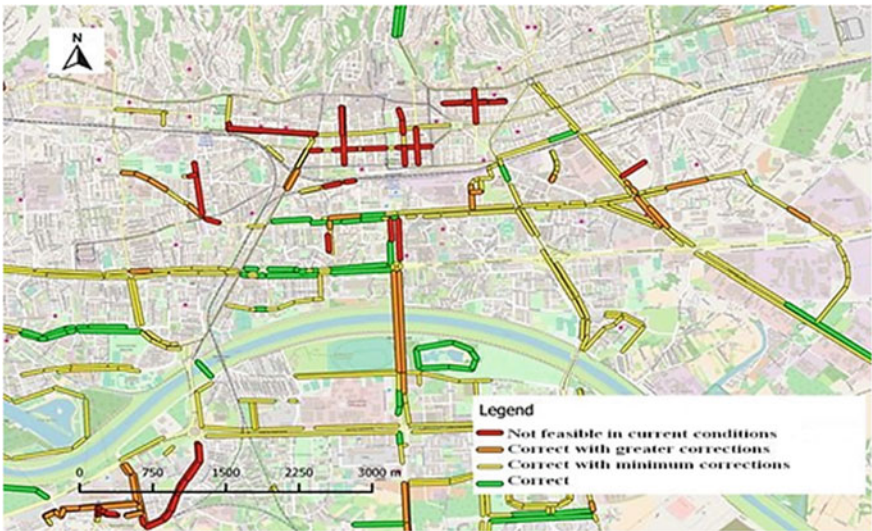 N
Legend
Not feasible in current conditions
Correct with greater corrections
Correct with minimum corrections
Correct
0 750 1500 2250 3000 m